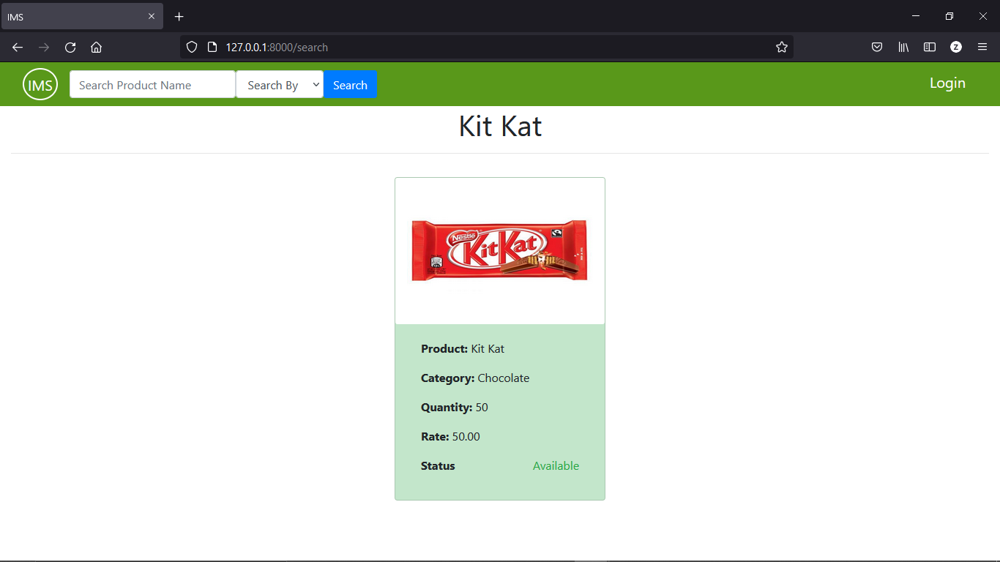 IMS
127.0.0.1:8000/search
Z
IMS
Search Product Name
Search By
Search
Login
Kit Kat
Nestlé
KitKat
Product: Kit Kat
Category: Chocolate
Quantity: 50
Rate: 50.00
Status Available